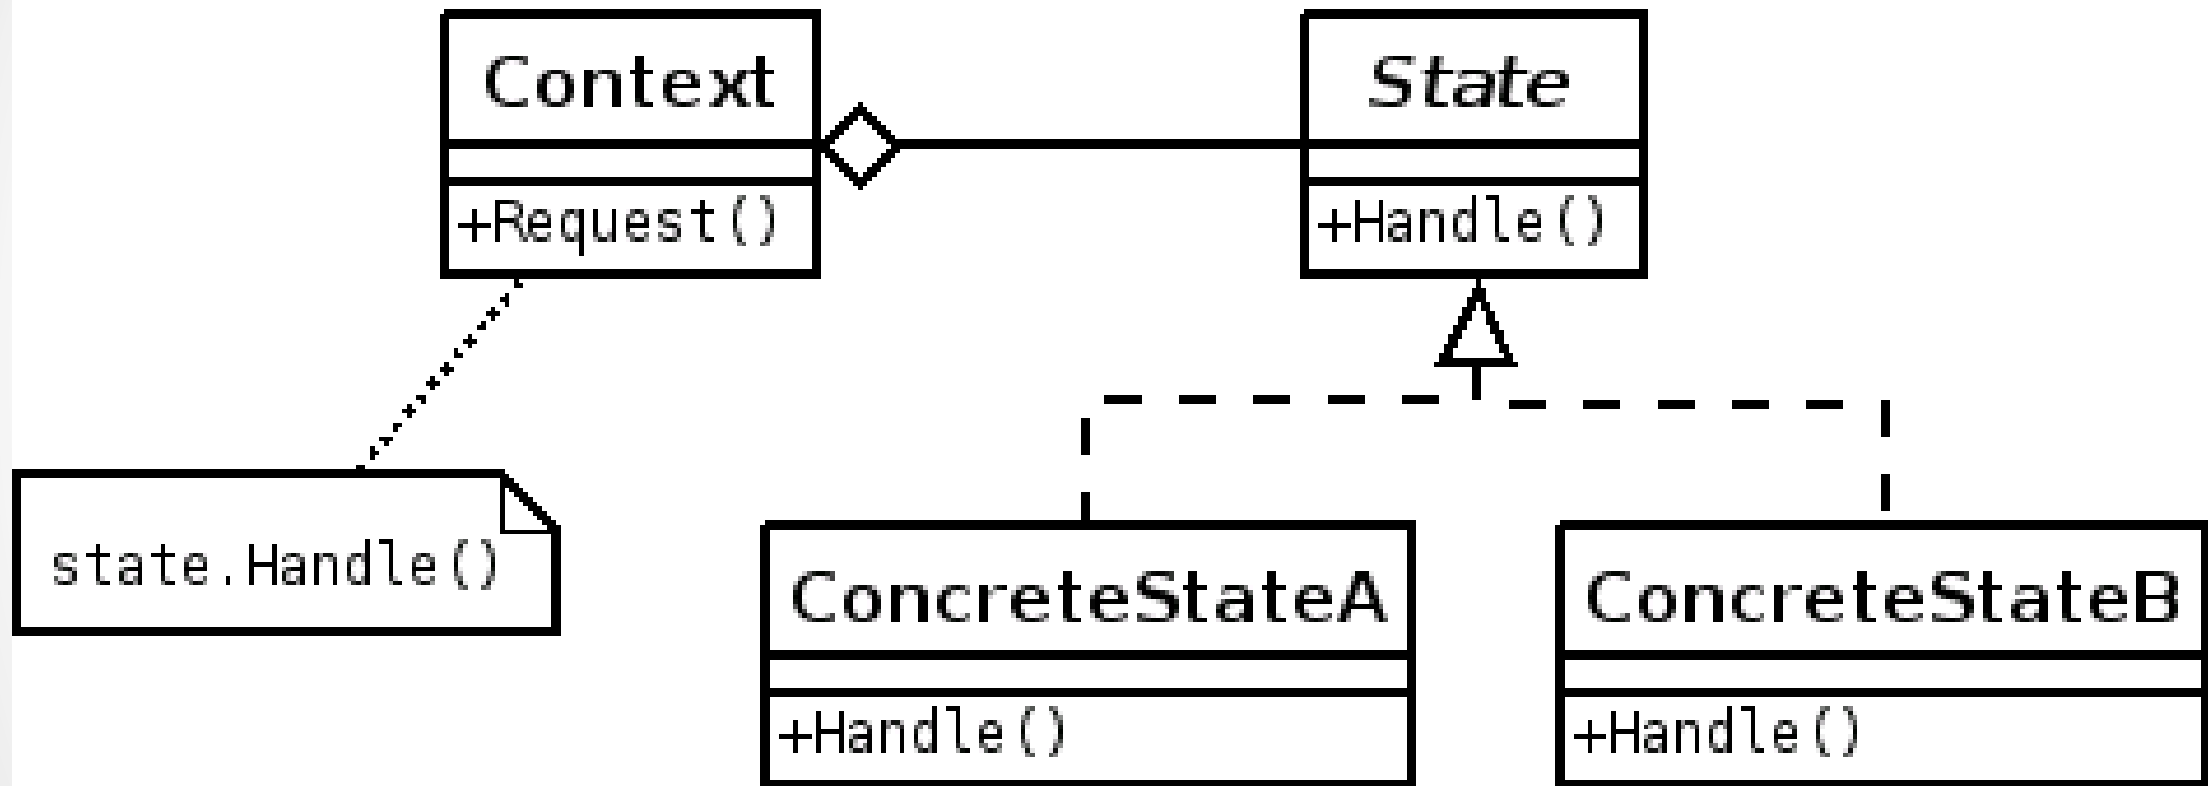 Context
State
+Request()
+Handle()
state.Handle()
ConcreteStateA
ConcreteStateB
+Handle()
+Handle()